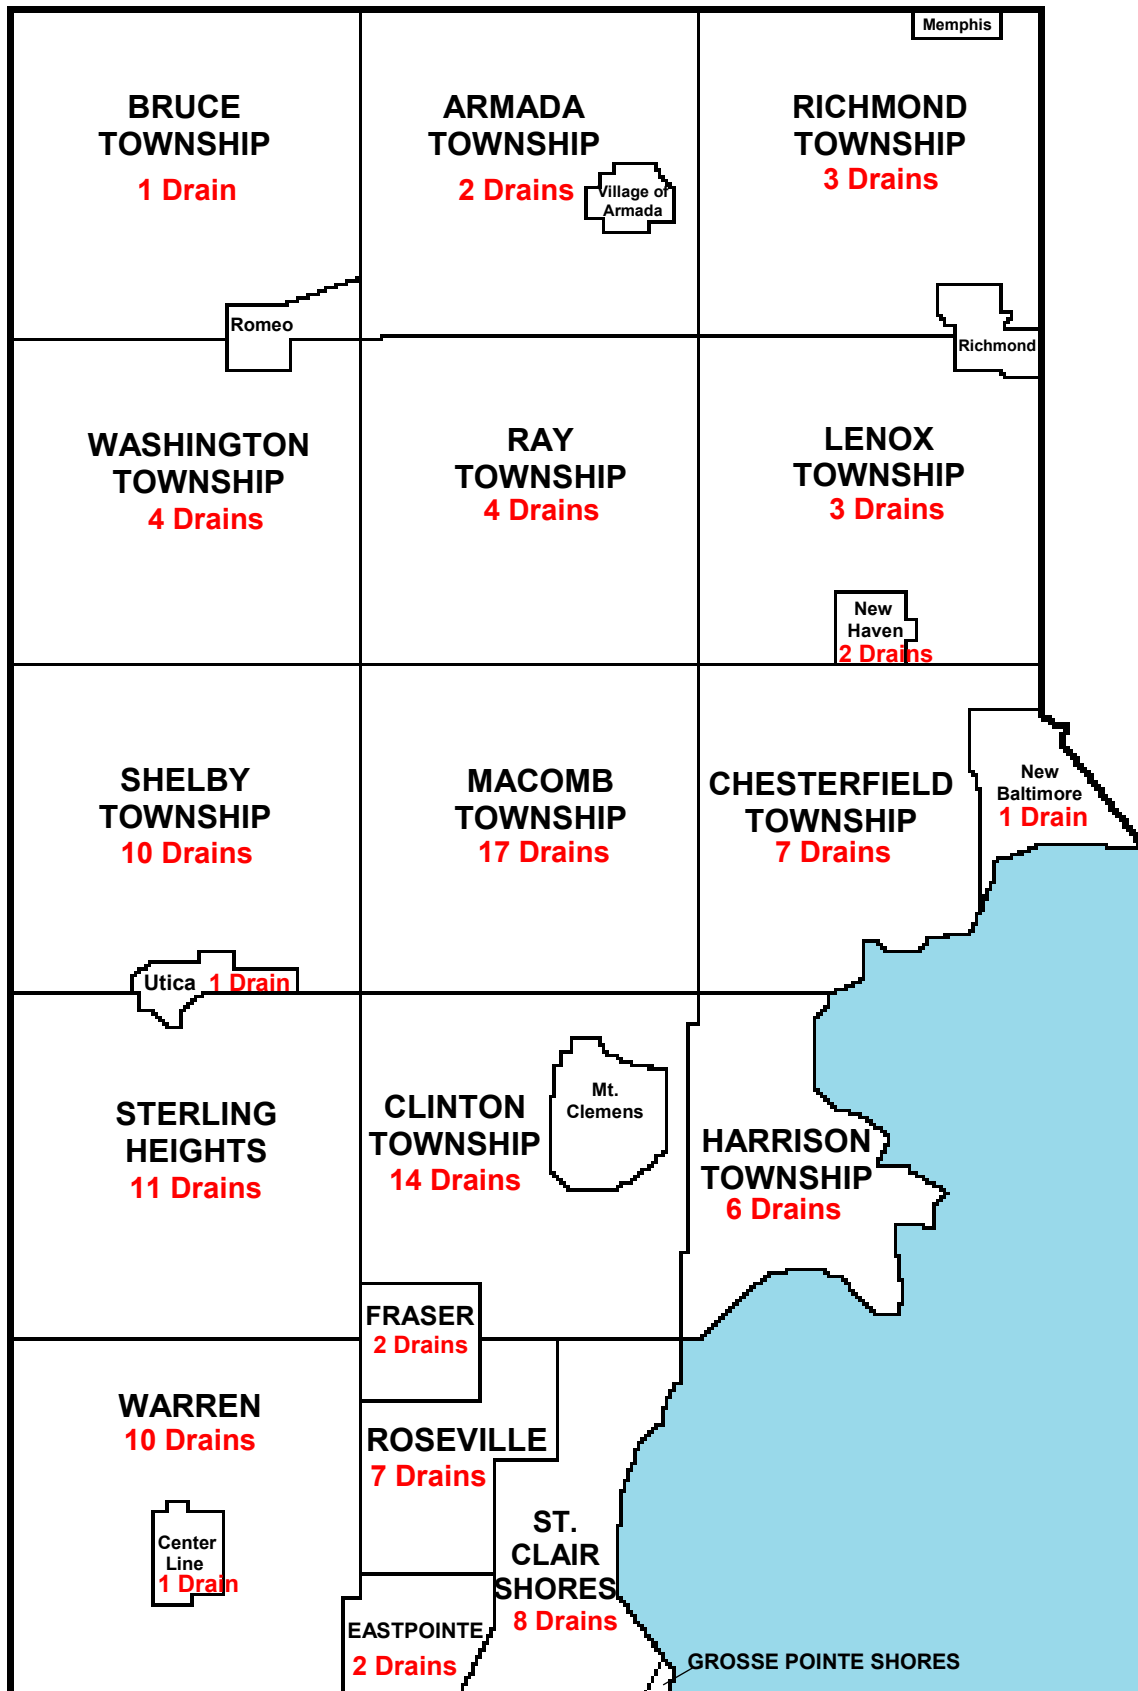 Memphis
BRUCE
TOWNSHIP
1 Drain
ARMADA
TOWNSHIP
2 Drains
Village of
Armada
RICHMOND
TOWNSHIP
3 Drains
Romeo
Richmond
WASHINGTON
TOWNSHIP
4 Drains
RAY
TOWNSHIP
4 Drains
LENOX
TOWNSHIP
3 Drains
New
Haven
2 Drains
SHELBY
TOWNSHIP
10 Drains
MACOMB
TOWNSHIP
17 Drains
CHESTERFIELD
TOWNSHIP
7 Drains
New
Baltimore
1 Drain
Utica 1 Drain
STERLING
HEIGHTS
11 Drains
CLINTON
TOWNSHIP
14 Drains
Mt.
Clemens
HARRISON
TOWNSHIP
6 Drains
FRASER
2 Drains
WARREN
10 Drains
ROSEVILLE
7 Drains
Center
Line
1 Drain
ST.
CLAIR
SHORES
8 Drains
EASTPOINTE
2 Drains
GROSSE POINTE SHORES